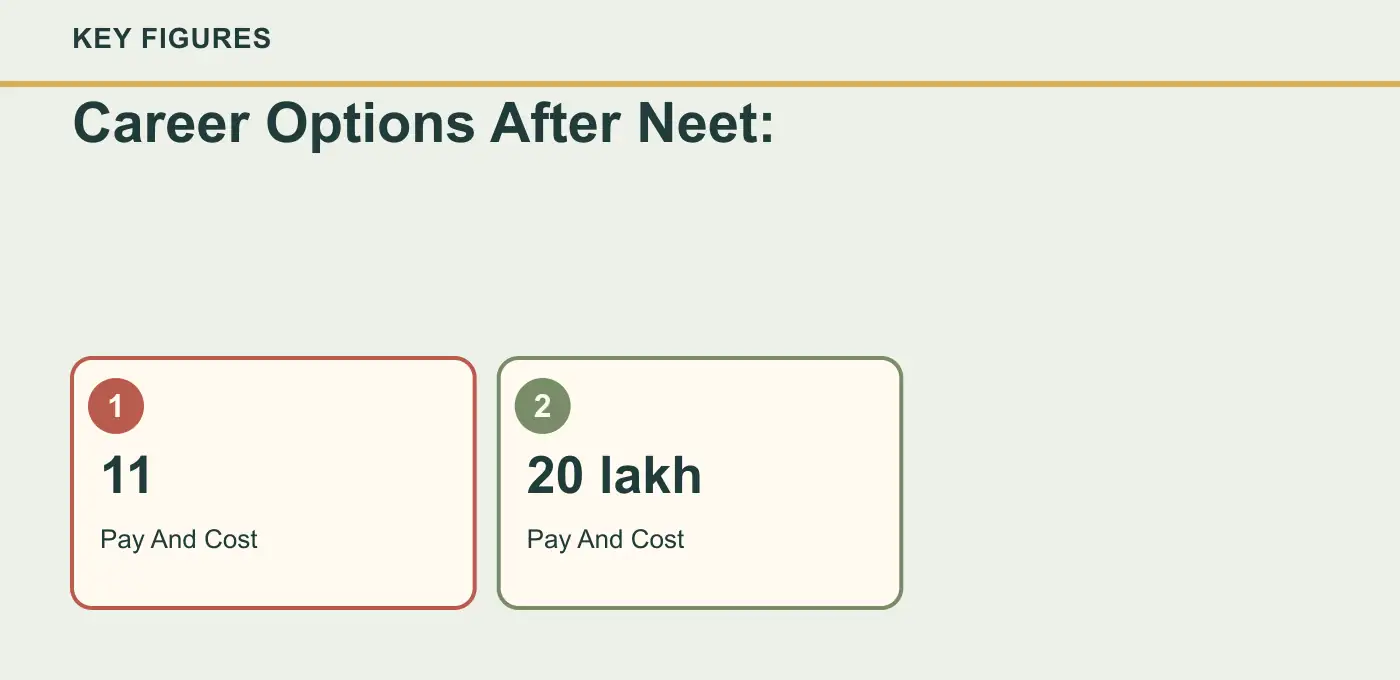 KEY FIGURES
Career Options After Neet:
1
11
Pay And Cost
2
20 lakh
Pay And Cost